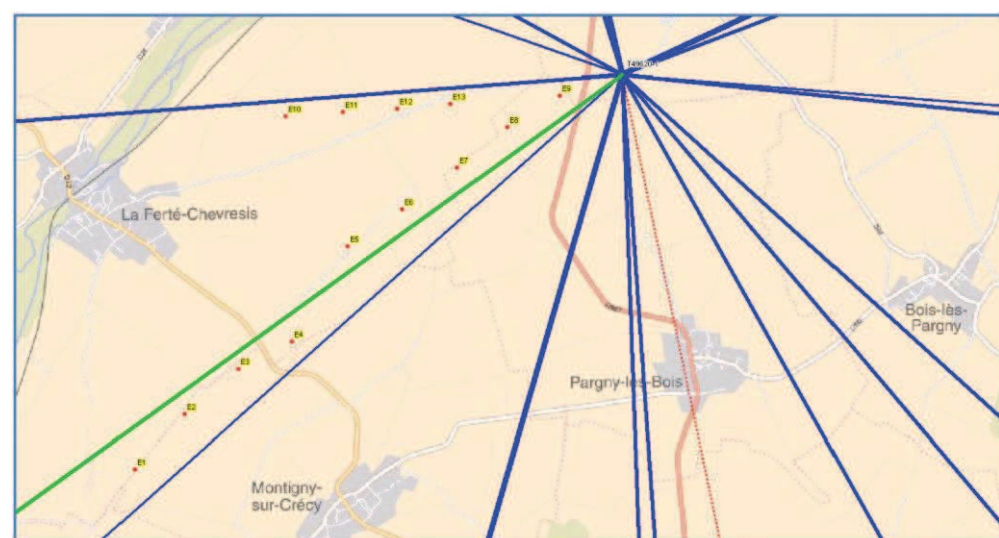 E9
E13
E12
E11
E10
E8
E7
La Ferté-Chevresis
E6
E5
Bois-lès-
Pargny
E4
E3
Pargny-les-Bois
E2
E1
Montigny-
sur-Crécy